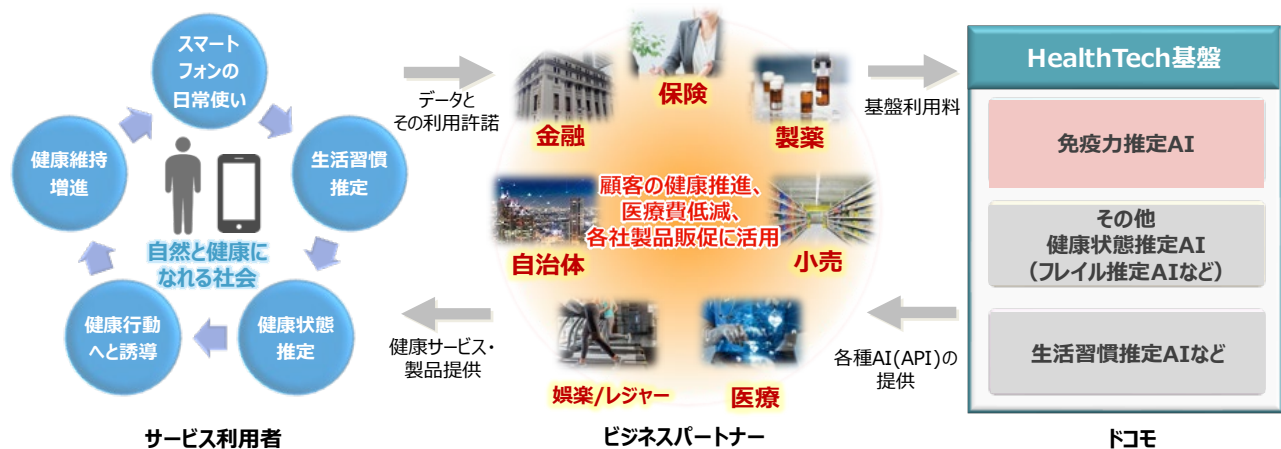 スマート
フォンの
日常使い
生活習慣
推定
健康状態
推定
健康行動
へと誘導
健康維持
増進
自然と健康に
なれる社会
サービス利用者
データと
その利用許諾
健康サービス・
製品提供
保険
金融
製薬
顧客の健康推進、
医療費低減、
各社製品販促に活用
自治体
小売
娯楽/レジャー
医療
ビジネスパートナー
基盤利用料
各種AI(API)の
提供
HealthTech基盤
免疫力推定AI
その他
健康状態推定AI
（フレイル推定AIなど）
生活習慣推定AIなど
ドコモ